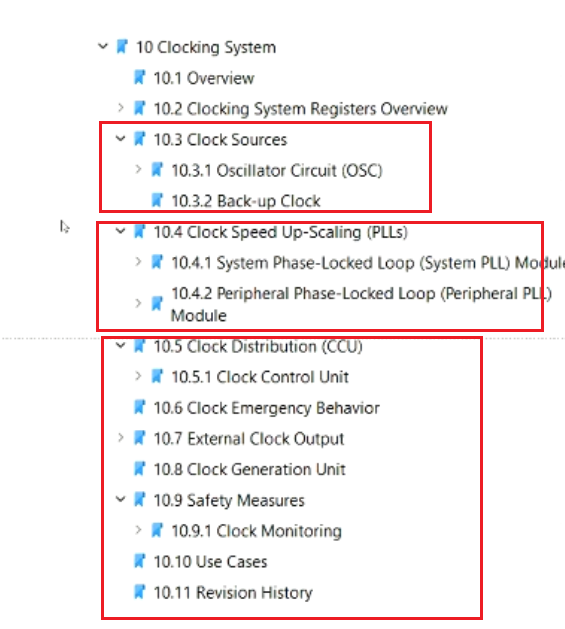 10 Clocking System
10.1 Overview
10.2 Clocking System Registers Overview
10.3 Clock Sources
10.3.1 Oscillator Circuit (OSC)
10.3.2 Back-up Clock
10.4 Clock Speed Up-Scaling (PLLs)
10.4.1 System Phase-Locked Loop (System PLL) Module
10.4.2 Peripheral Phase-Locked Loop (Peripheral PLL)
Module
10.5 Clock Distribution (CCU)
10.5.1 Clock Control Unit
10.6 Clock Emergency Behavior
10.7 External Clock Output
10.8 Clock Generation Unit
10.9 Safety Measures
10.9.1 Clock Monitoring
10.10 Use Cases
10.11 Revision History